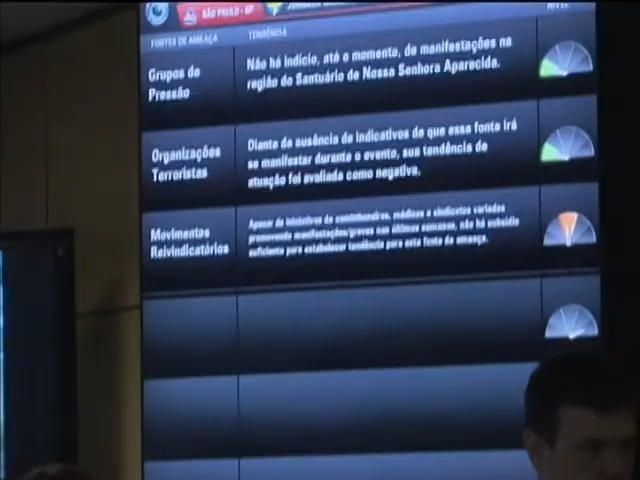 SÃO PAULO - SP
FONTES DE AMEAÇA
TENDÊNCIA
NÍVEL
Grupos de
Pressão
Não há indício, até o momento, de manifestações na
região do Santuário de Nossa Senhora Aparecida.
Organizações
Terroristas
Diante da ausência de indicativos de que essa fonte irá
se manifestar durante o evento, sua tendência de
atuação foi avaliada como negativa.
Movimentos
Reivindicatórios
Apesar de iniciativas de caminhoneiros, médicos e sindicatos variados
promovendo manifestações/greves nas últimas semanas, não há subsídio
suficiente para estabelecer tendência para esta fonte de ameaça.